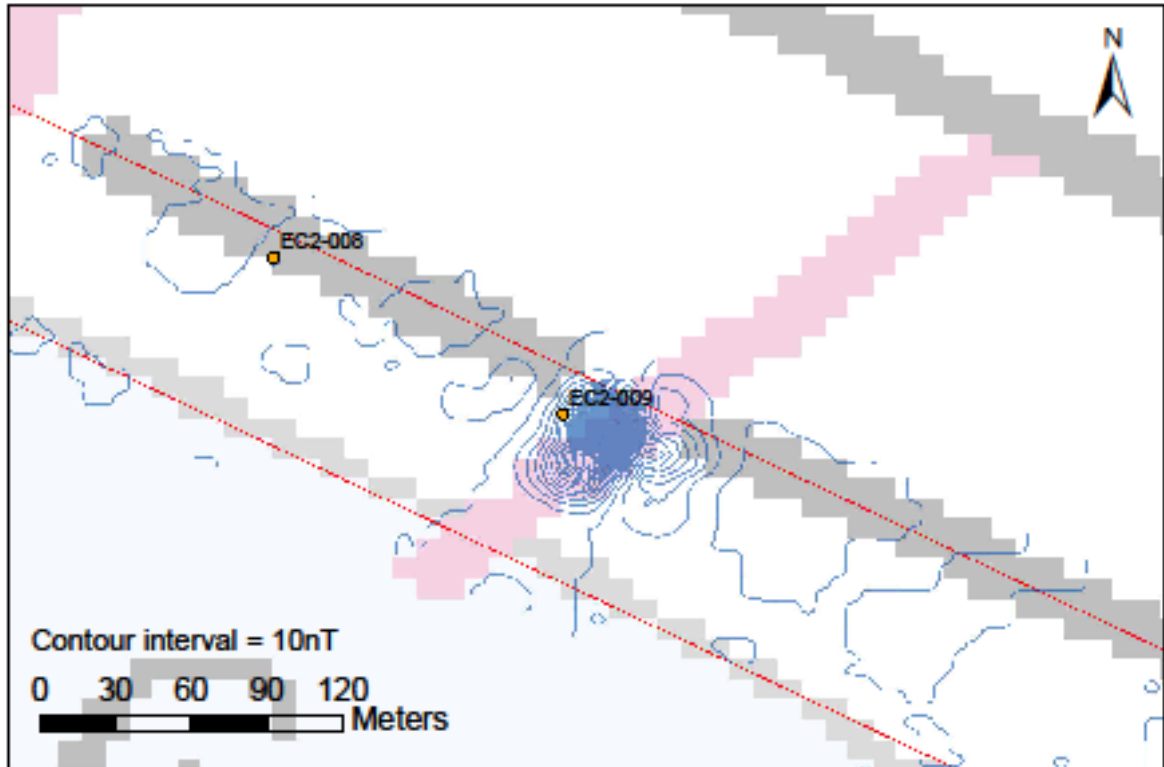 N
EC2-008
EC2-009
Contour interval = 10nT
0 30 60 90 120
Meters